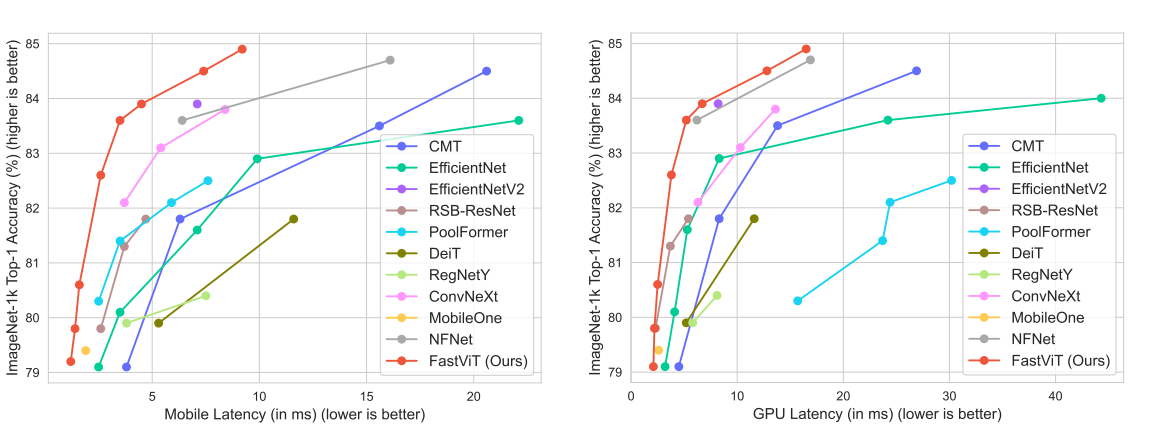 ImageNet-1k Top-1 Accuracy (%) (higher is better)
85
84
83
82
81
80
79
5
10
15
20
Mobile Latency (in ms) (lower is better)
CMT
EfficientNet
EfficientNetV2
RSB-ResNet
PoolFormer
DeiT
RegNetY
ConvNeXt
MobileOne
NFNet
FastViT (Ours)
ImageNet-1k Top-1 Accuracy (%) (higher is better)
85
84
83
82
81
80
79
0
10
20
30
40
GPU Latency (in ms) (lower is better)
CMT
EfficientNet
EfficientNetV2
RSB-ResNet
PoolFormer
DeiT
RegNetY
ConvNeXt
MobileOne
NFNet
FastViT (Ours)